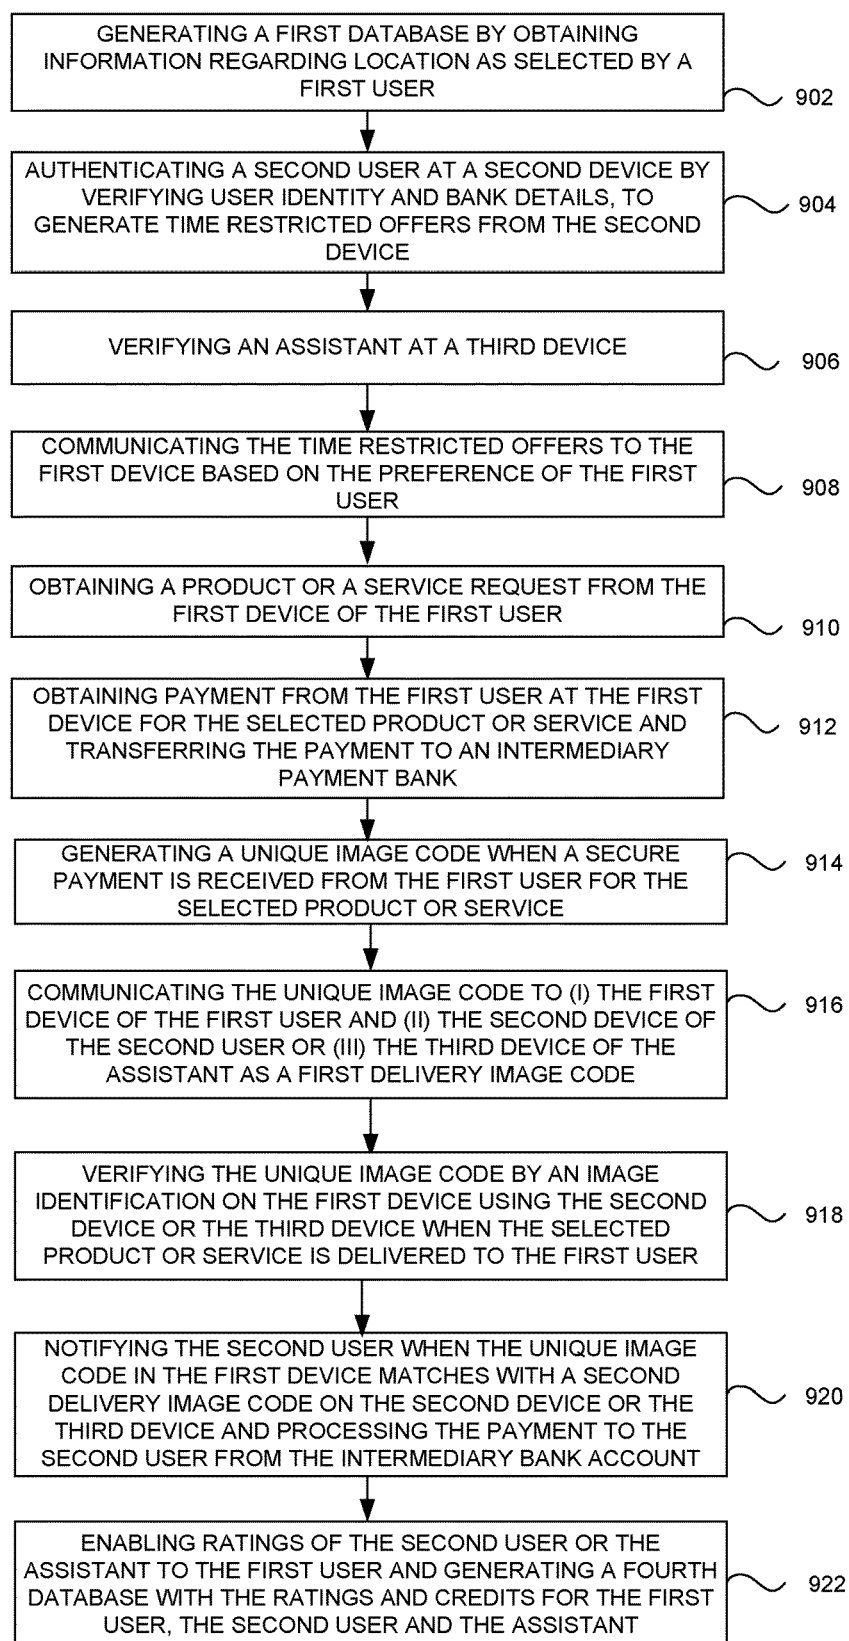 GENERATING A FIRST DATABASE BY OBTAINING
INFORMATION REGARDING LOCATION AS SELECTED BY A
FIRST USER
902
AUTHENTICATING A SECOND USER AT A SECOND DEVICE BY
VERIFYING USER IDENTITY AND BANK DETAILS, TO
GENERATE TIME RESTRICTED OFFERS FROM THE SECOND
DEVICE
904
VERIFYING AN ASSISTANT AT A THIRD DEVICE
906
COMMUNICATING THE TIME RESTRICTED OFFERS TO THE
FIRST DEVICE BASED ON THE PREFERENCE OF THE FIRST
USER
908
OBTAINING A PRODUCT OR A SERVICE REQUEST FROM THE
FIRST DEVICE OF THE FIRST USER
910
OBTAINING PAYMENT FROM THE FIRST USER AT THE FIRST
DEVICE FOR THE SELECTED PRODUCT OR SERVICE AND
TRANSFERRING THE PAYMENT TO AN INTERMEDIARY
PAYMENT BANK
912
GENERATING A UNIQUE IMAGE CODE WHEN A SECURE
PAYMENT IS RECEIVED FROM THE FIRST USER FOR THE
SELECTED PRODUCT OR SERVICE
914
COMMUNICATING THE UNIQUE IMAGE CODE TO (I) THE FIRST
DEVICE OF THE FIRST USER AND (II) THE SECOND DEVICE OF
THE SECOND USER OR (III) THE THIRD DEVICE OF THE
ASSISTANT AS A FIRST DELIVERY IMAGE CODE
916
VERIFYING THE UNIQUE IMAGE CODE BY AN IMAGE
IDENTIFICATION ON THE FIRST DEVICE USING THE SECOND
DEVICE OR THE THIRD DEVICE WHEN THE SELECTED
PRODUCT OR SERVICE IS DELIVERED TO THE FIRST USER
918
NOTIFYING THE SECOND USER WHEN THE UNIQUE IMAGE
CODE IN THE FIRST DEVICE MATCHES WITH A SECOND
DELIVERY IMAGE CODE ON THE SECOND DEVICE OR THE
THIRD DEVICE AND PROCESSING THE PAYMENT TO THE
SECOND USER FROM THE INTERMEDIARY BANK ACCOUNT
920
ENABLING RATINGS OF THE SECOND USER OR THE
ASSISTANT TO THE FIRST USER AND GENERATING A FOURTH
DATABASE WITH THE RATINGS AND CREDITS FOR THE FIRST
USER, THE SECOND USER AND THE ASSISTANT
922